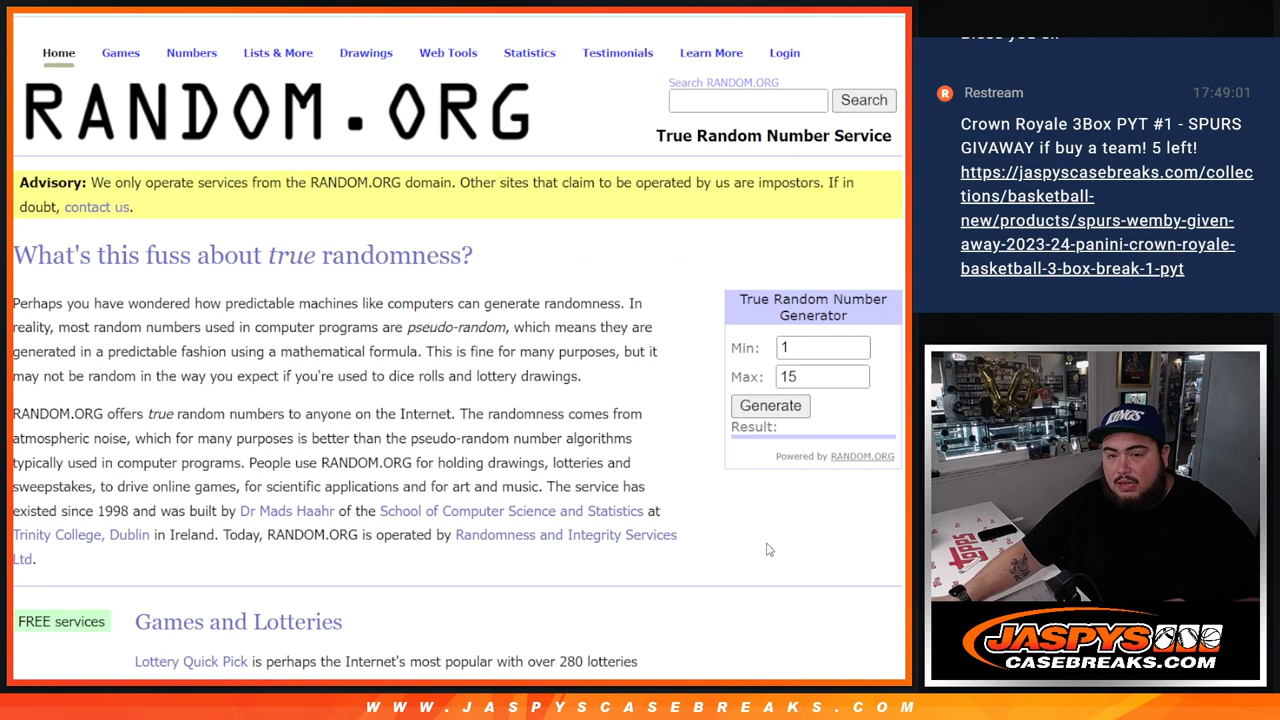 Home Games Numbers Lists & More Drawings Web Tools Statistics Testimonials Learn More Login
RANDOM.ORG
Search RANDOM.ORG
Search
True Random Number Service
Advisory: We only operate services from the RANDOM.ORG domain. Other sites that claim to be operated by us are impostors. If in
doubt, contact us.
What's this fuss about true randomness?
Perhaps you have wondered how predictable machines like computers can generate randomness. In
reality, most random numbers used in computer programs are pseudo-random, which means they are
generated in a predictable fashion using a mathematical formula. This is fine for many purposes, but it
may not be random in the way you expect if you're used to dice rolls and lottery drawings.
RANDOM.ORG offers true random numbers to anyone on the Internet. The randomness comes from
atmospheric noise, which for many purposes is better than the pseudo-random number algorithms
typically used in computer programs. People use RANDOM.ORG for holding drawings, lotteries and
sweepstakes, to drive online games, for scientific applications and for art and music. The service has
existed since 1998 and was built by Dr Mads Haahr of the School of Computer Science and Statistics at
Trinity College, Dublin in Ireland. Today, RANDOM.ORG is operated by Randomness and Integrity Services
Ltd.
True Random Number
Generator
Min: 1
Max: 15
Generate
Result:
Powered by RANDOM.ORG
FREE services
Games and Lotteries
Lottery Quick Pick is perhaps the Internet's most popular with over 280 lotteries
Restream 17:49:01
Crown Royale 3Box PYT #1 - SPURS
GIVAWAY if buy a team! 5 left!
https://jaspyscasebreaks.com/collec
tions/basketball-
new/products/spurs-wemby-given-
away-2023-24-panini-crown-royale-
basketball-3-box-break-1-pyt
KINGS
JASPYS
CASEBREAKS.COM
WWW.JASPYSCASEBREAKS.COM